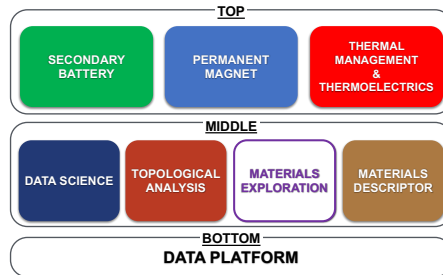 TOP
SECONDARY
BATTERY
PERMANENT
MAGNET
THERMAL
MANAGEMENT
&
THERMOELECTRICS
MIDDLE
DATA SCIENCE
TOPOLOGICAL
ANALYSIS
MATERIALS
EXPLORATION
MATERIALS
DESCRIPTOR
BOTTOM
DATA PLATFORM